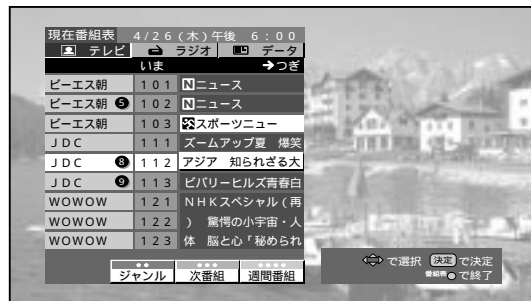 現在番組表 4/26(木)午後 6:00
テレビ ラジオ データ
いま →つぎ
ビーエス朝 101 Nニュース
ビーエス朝 5 102 Nニュース
ビーエス朝 103 スポーツニュー
JDC 111 ズームアップ夏 爆笑
JDC 8 112 アジア 知られざる大
JDC 9 113 ビバリーヒルズ青春白
WOWOW 121 NHKスペシャル(再
WOWOW 122 ) 驚愕の小宇宙・人
WOWOW 123 体 脳と心「秘められ
で選択 決定 で決定
番組表 で終了
ジャンル 次番組 週間番組